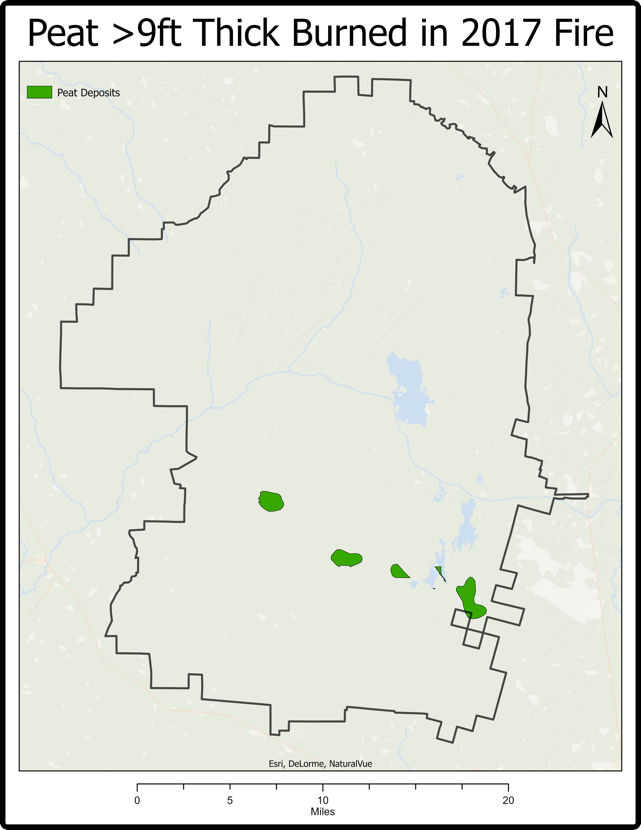 Peat >9ft Thick Burned in 2017 Fire
Peat Deposits
N
Esri, DeLorme, NaturalVue
0 5 10 20
Miles